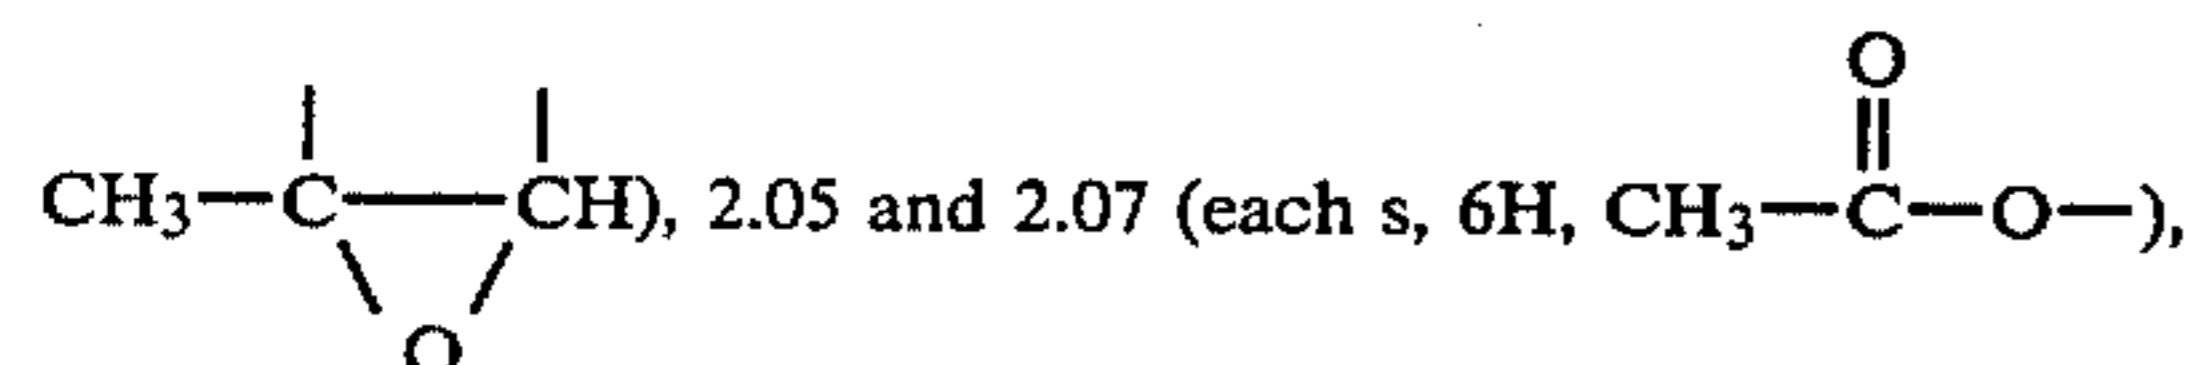 O
CH3—C——CH), 2.05 and 2.07 (each s, 6H, CH3—C—O—),
O